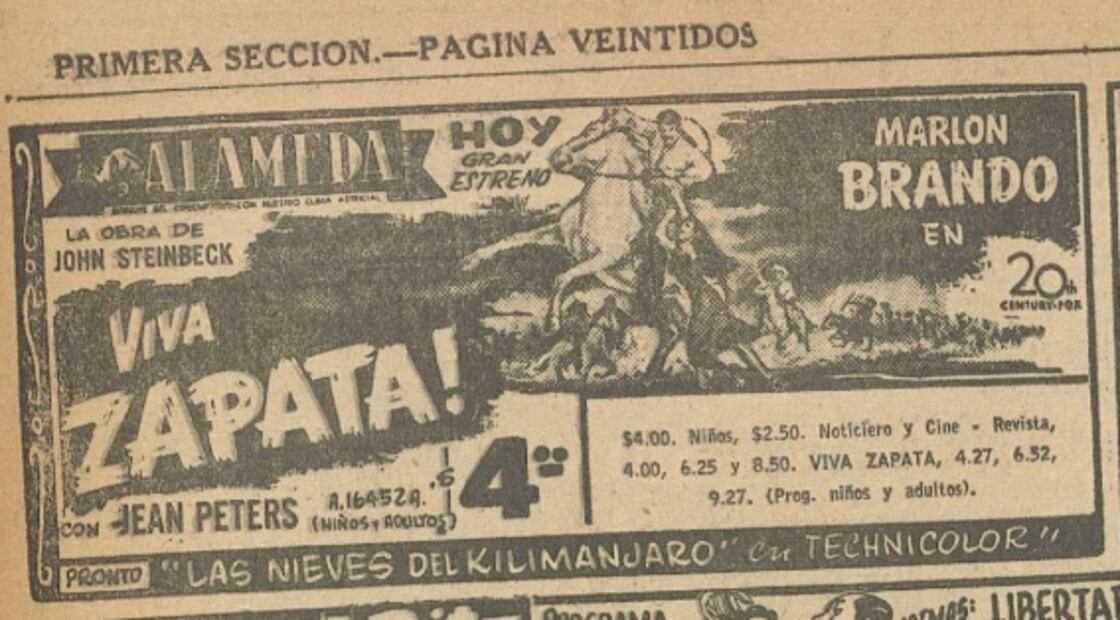 PRIMERA SECCION.—PAGINA VEINTIDOS
ALAMEDA
HOY
GRAN
ESTRENO
MARLON
BRANDO
EN
20th
CENTURY-FOX
LA OBRA DE
JOHN STEINBECK
VIVA
ZAPATA!
CON JEAN PETERS
A.16452A.
(NIÑOS Y ADULTOS)
$4.00
$4.00. Niños, $2.50. Noticiero y Cine - Revista,
4.00, 6.25 y 8.50. VIVA ZAPATA, 4.27, 6.52,
9.27. (Prog. niños y adultos).
PRONTO "LAS NIEVES DEL KILIMANJARO" en TECHNICOLOR"
PROGRAMA
LIBERTA